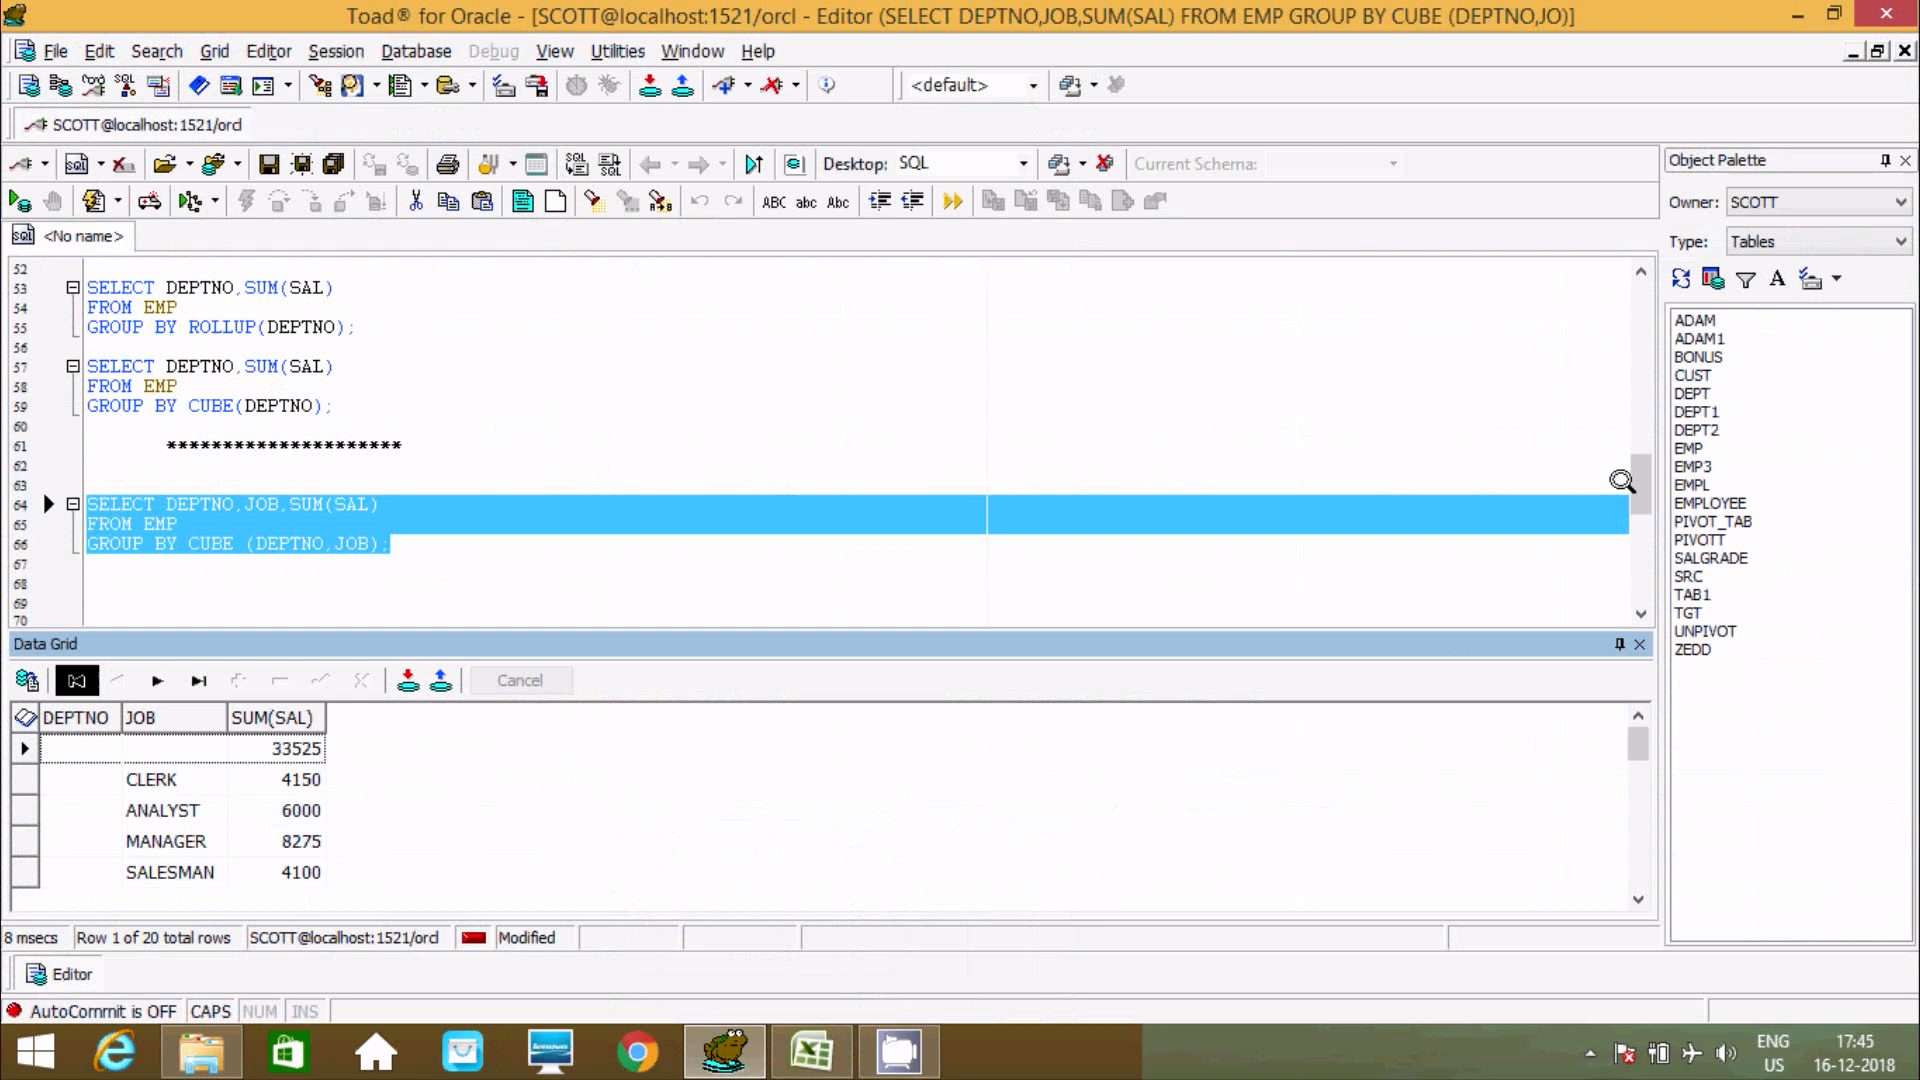 Toad® for Oracle - [SCOTT@localhost:1521/orcl - Editor (SELECT DEPTNO,JOB,SUM(SAL) FROM EMP GROUP BY CUBE (DEPTNO,JO)]
File Edit Search Grid Editor Session Database Debug View Utilities Window Help
SQL <default>
SCOTT@localhost:1521/orcl
sql SQL SQL Desktop: SQL Current Schema:
ABC abc Abc
sql <No name>
52
53 SELECT DEPTNO,SUM(SAL)
54 FROM EMP
55 GROUP BY ROLLUP(DEPTNO);
56
57 SELECT DEPTNO,SUM(SAL)
58 FROM EMP
59 GROUP BY CUBE(DEPTNO);
60
61 *********************
62
63
64 SELECT DEPTNO,JOB,SUM(SAL)
65 FROM EMP
66 GROUP BY CUBE (DEPTNO,JOB);
67
68
69
70
Data Grid
Cancel
DEPTNO JOB SUM(SAL)
33525
CLERK 4150
ANALYST 6000
MANAGER 8275
SALESMAN 4100
8 msecs Row 1 of 20 total rows SCOTT@localhost:1521/orcl Modified
Editor
AutoCommit is OFF CAPS NUM INS
Object Palette
Owner: SCOTT
Type: Tables
A
ADAM
ADAM1
BONUS
CUST
DEPT
DEPT1
DEPT2
EMP
EMP3
EMPL
EMPLOYEE
PIVOT_TAB
PIVOTT
SALGRADE
SRC
TAB1
TGT
UNPIVOT
ZEDD
lenovo
ENG
US
17:45
16-12-2018